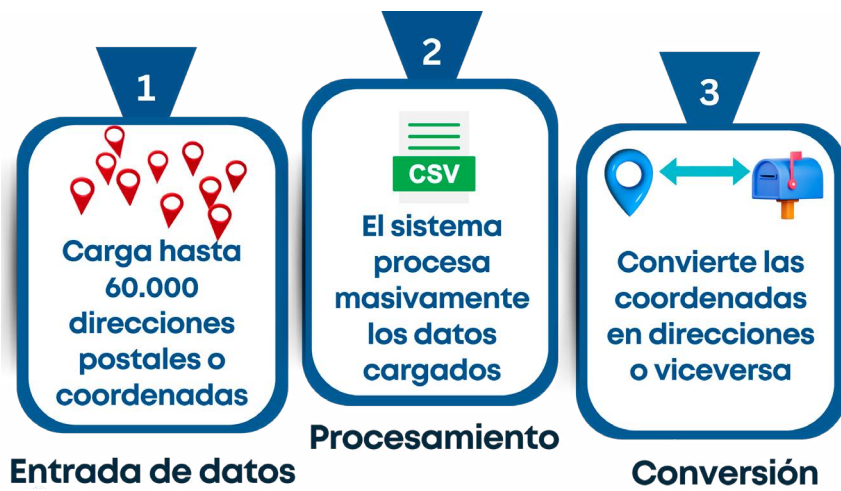 1
Carga hasta
60.000
direcciones
postales o
coordenadas
Entrada de datos
2
CSV
El sistema
procesa
masivamente
los datos
cargados
Procesamiento
3
Convierte las
coordenadas
en direcciones
o viceversa
Conversión